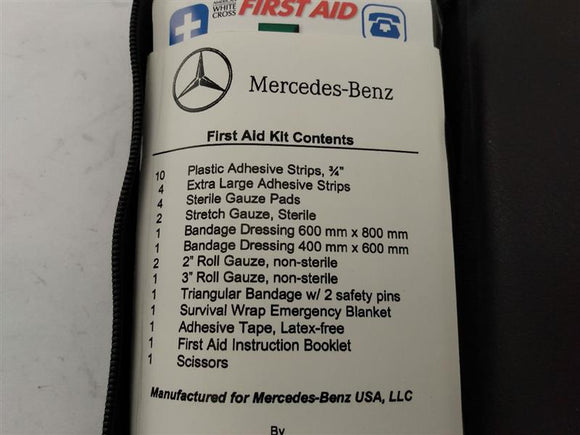 AMERICAN
WHITE
CROSS
FIRST AID
Mercedes-Benz
First Aid Kit Contents
10 Plastic Adhesive Strips, ¾"
4 Extra Large Adhesive Strips
4 Sterile Gauze Pads
2 Stretch Gauze, Sterile
1 Bandage Dressing 600 mm x 800 mm
1 Bandage Dressing 400 mm x 600 mm
2 2" Roll Gauze, non-sterile
1 3" Roll Gauze, non-sterile
1 Triangular Bandage w/ 2 safety pins
1 Survival Wrap Emergency Blanket
1 Adhesive Tape, Latex-free
1 First Aid Instruction Booklet
1 Scissors
Manufactured for Mercedes-Benz USA, LLC
By